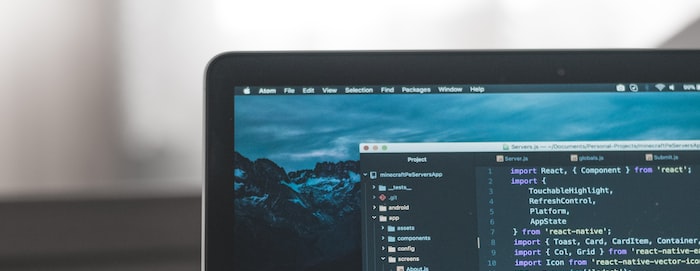 Atom File Edit View Selection Find Packages Window Help
Servers.js — ~/Documents/Personal-Projects/minecraftPeServersApp
Project
Server.js
globals.js
Submit.js
minecraftPeServersApp
__tests__
.git
android
app
assets
components
config
screens
About.js
1 import React, { Component } from 'react';
2 import {
3 TouchableHighlight,
4 RefreshControl,
5 Platform,
6 AppState
7 } from 'react-native';
8 import { Toast, Card, CardItem, Container,
9 import { Col, Grid } from 'react-native-
10 import Icon from 'react-native-vector-ico